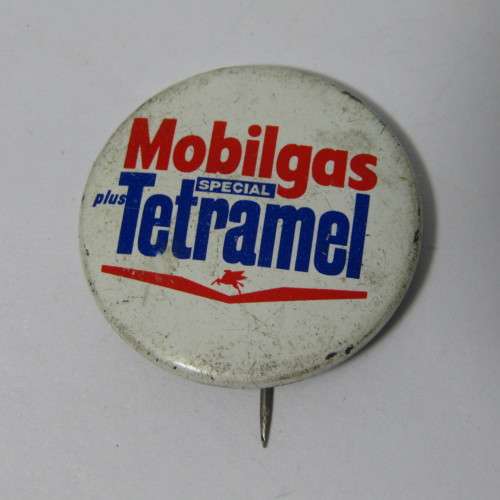 Mobilgas
SPECIAL
plus Tetramel